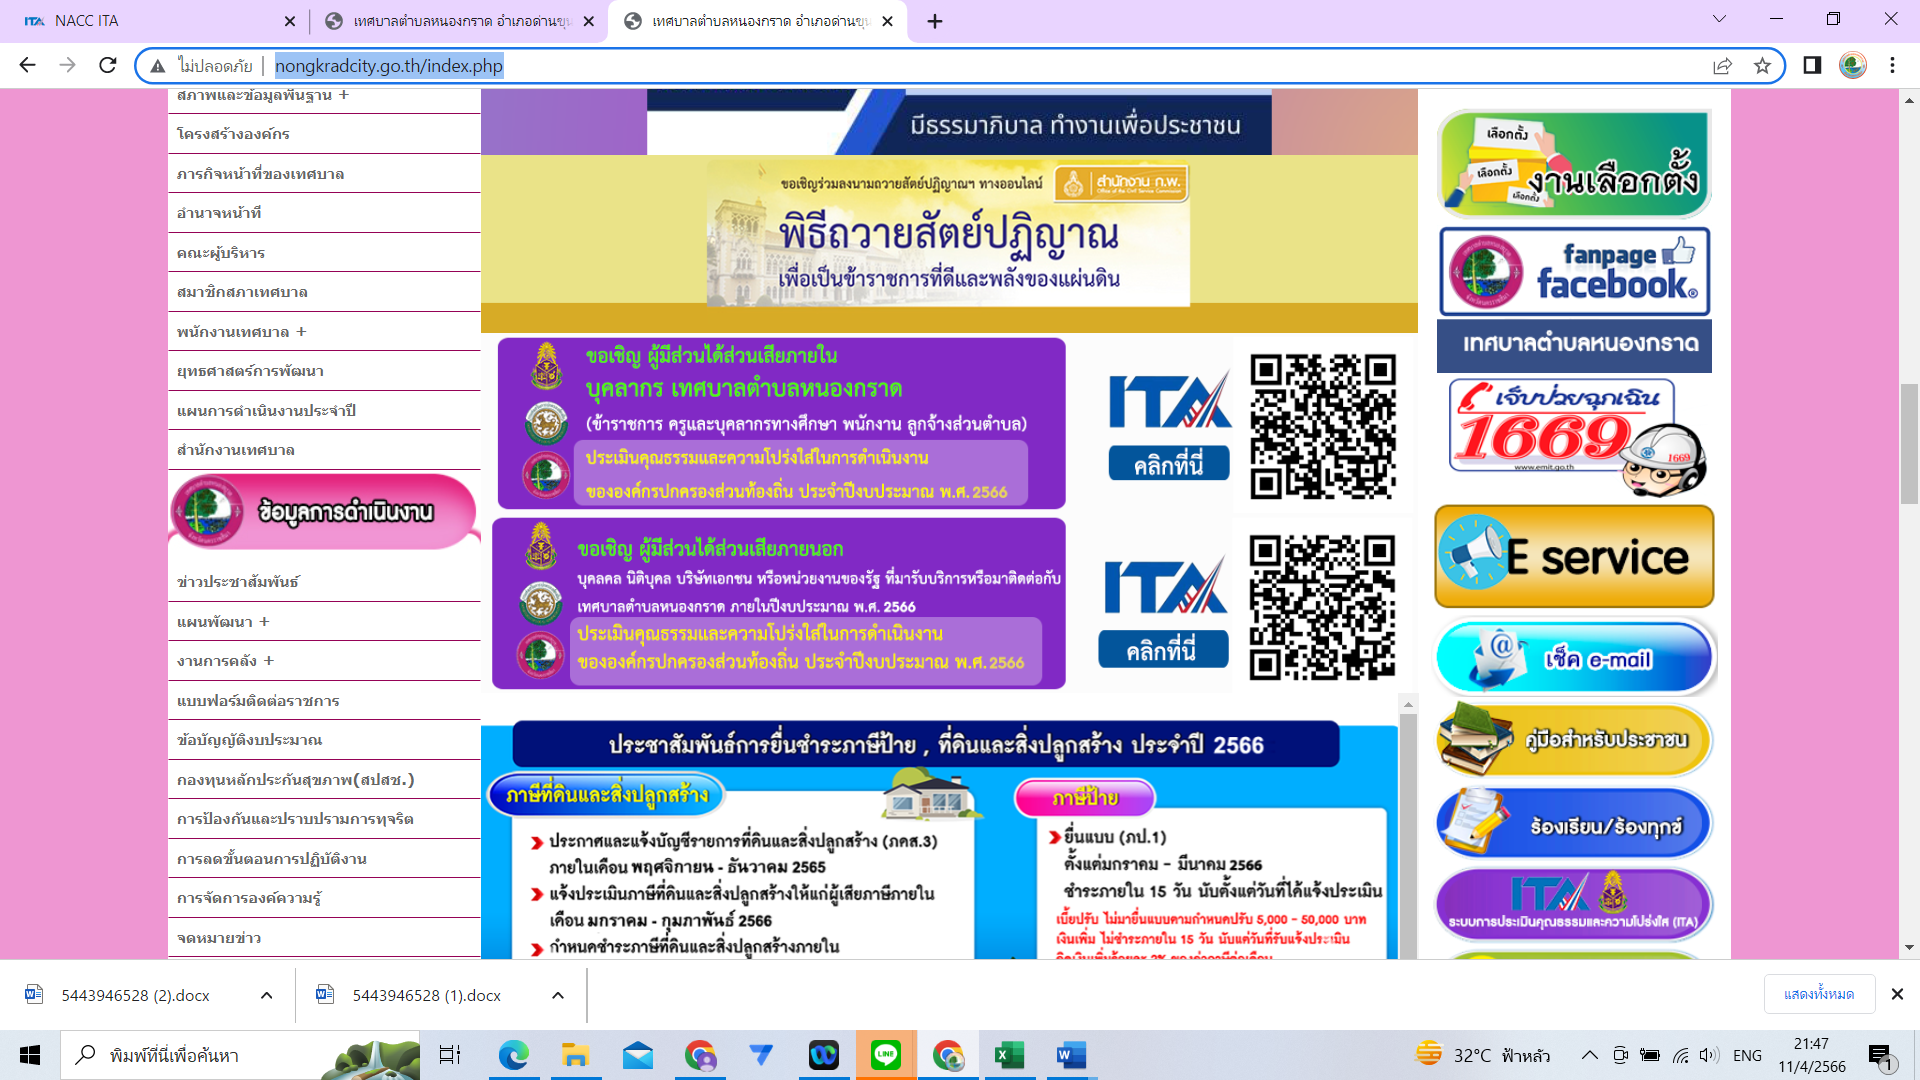 NACC ITA
เทศบาลตำบลหนองกราด อำเภอด่านขุน
เทศบาลตำบลหนองกราด อำเภอด่านขุน
ไม่ปลอดภัย
nongkradcity.go.th/index.php
สภาพและข้อมูลพื้นฐาน +
โครงสร้างองค์กร
ภารกิจหน้าที่ของเทศบาล
อำนาจหน้าที่
คณะผู้บริหาร
สมาชิกสภาเทศบาล
พนักงานเทศบาล +
ยุทธศาสตร์การพัฒนา
แผนการดำเนินงานประจำปี
สำนักงานเทศบาล
ข้อมูลการดำเนินงาน
ข่าวประชาสัมพันธ์
แผนพัฒนา +
งานการคลัง +
แบบฟอร์มติดต่อราชการ
ข้อบัญญัติงบประมาณ
กองทุนหลักประกันสุขภาพ(สปสช.)
การป้องกันและปราบปรามการทุจริต
การลดขั้นตอนการปฏิบัติงาน
การจัดการองค์ความรู้
จดหมายข่าว
มีธรรมาภิบาล ทำงานเพื่อประชาชน
ขอเชิญร่วมลงนามถวายสัตย์ปฏิญาณฯ ทางออนไลน์
สำนักงาน ก.พ.
Office of the Civil Service Commission
พิธีถวายสัตย์ปฏิญาณ
เพื่อเป็นข้าราชการที่ดีและพลังของแผ่นดิน
ขอเชิญ ผู้มีส่วนได้ส่วนเสียภายใน
บุคลากร เทศบาลตำบลหนองกราด
(ข้าราชการ ครูและบุคลากรทางศึกษา พนักงาน ลูกจ้างส่วนตำบล)
ประเมินคุณธรรมและความโปร่งใส่ในการดำเนินงาน
ขององค์กรปกครองส่วนท้องถิ่น ประจำปีงบประมาณ พ.ศ. 2566
ITA
คลิกที่นี่
ขอเชิญ ผู้มีส่วนได้ส่วนเสียภายนอก
บุคลคล นิติบุคล บริษัทเอกชน หรือหน่วยงานของรัฐ ที่มารับบริการหรือมาติดต่อกับ
เทศบาลตำบลหนองกราด ภายในปีงบประมาณ พ.ศ. 2566
ประเมินคุณธรรมและความโปร่งใส่ในการดำเนินงาน
ขององค์กรปกครองส่วนท้องถิ่น ประจำปีงบประมาณ พ.ศ. 2566
ITA
คลิกที่นี่
ประชาสัมพันธ์การยื่นชำระภาษีป้าย , ที่ดินและสิ่งปลูกสร้าง ประจำปี 2566
ภาษีที่ดินและสิ่งปลูกสร้าง
ประกาศและแจ้งบัญชีรายการที่ดินและสิ่งปลูกสร้าง (ภดส.3)
ภายในเดือน พฤศจิกายน - ธันวาคม 2565
แจ้งประเมินภาษีที่ดินและสิ่งปลูกสร้างให้แก่ผู้เสียภาษีภายใน
เดือน มกราคม - กุมภาพันธ์ 2566
กำหนดชำระภาษีที่ดินและสิ่งปลูกสร้างภายใน
ภาษีป้าย
ยื่นแบบ (ภป.1)
ตั้งแต่มกราคม - มีนาคม 2566
ชำระภายใน 15 วัน นับตั้งแต่วันที่ได้แจ้งประเมิน
เบี้ยปรับ ไม่มายื่นแบบตามกำหนดปรับ 5,000 - 50,000 บาท
เงินเพิ่ม ไม่ชำระภายใน 15 วัน นับแต่วันที่รับแจ้งประเมิน
เลือกตั้ง
เลือกตั้ง
เลือกตั้ง
งานเลือกตั้ง
fanpage
facebook®
เทศบาลตำบลหนองกราด
เจ็บป่วยฉุกเฉิน
1669
1669
www.emit.go.th
E service
เช็ค e-mail
คู่มือสำหรับประชาชน
ร้องเรียน/ร้องทุกข์
ITA
ระบบการประเมินคุณธรรมและความโปร่งใส (ITA)
5443946528 (2).docx
5443946528 (1).docx
แสดงทั้งหมด
พิมพ์ที่นี่เพื่อค้นหา
LINE
32°C ฟ้าหลัว
ENG
21:47
11/4/2566
1